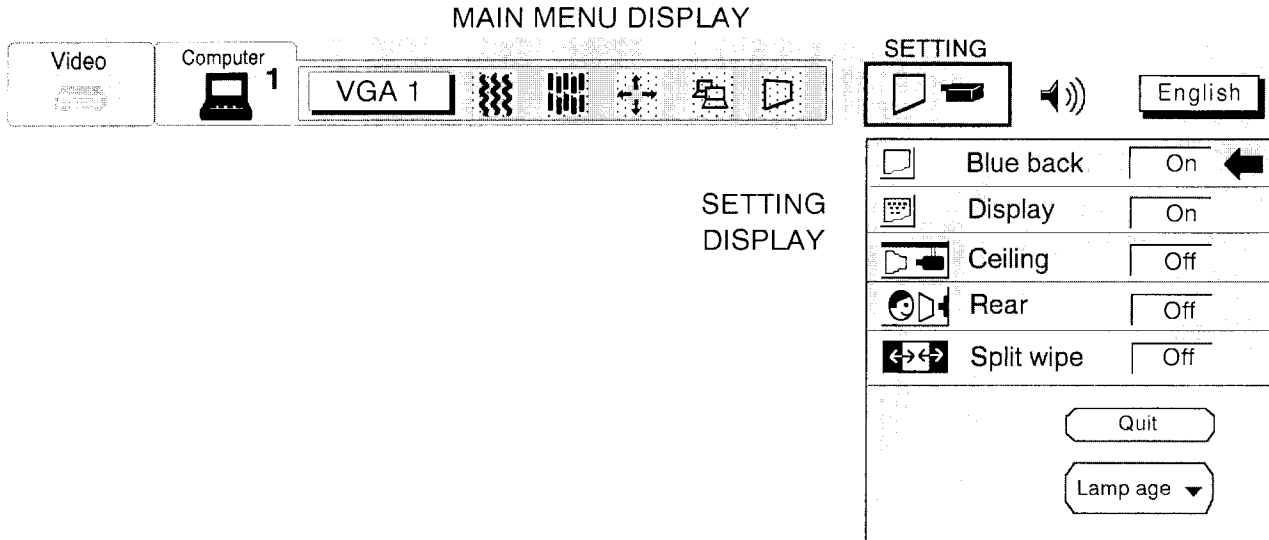 MAIN MENU DISPLAY
Video
Computer
1
VGA 1
SETTING
English
SETTING
DISPLAY
Blue back On
Display On
Ceiling Off
Rear Off
Split wipe Off
Quit
Lamp age